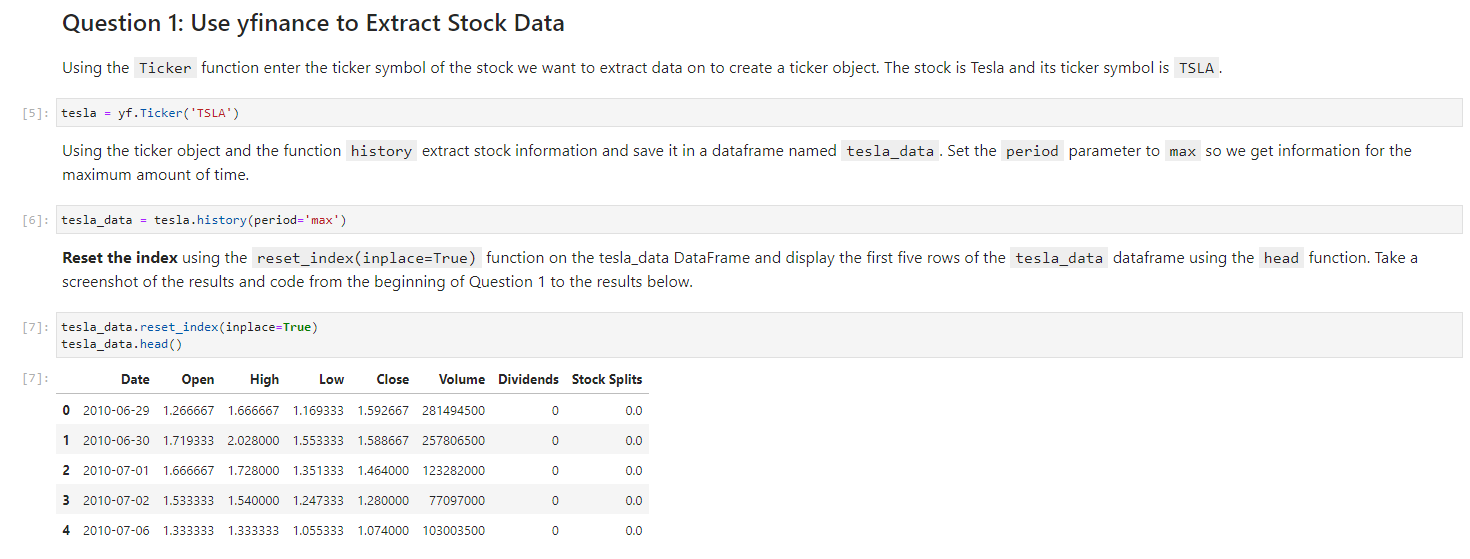 Question 1: Use yfinance to Extract Stock Data
Using the Ticker function enter the ticker symbol of the stock we want to extract data on to create a ticker object. The stock is Tesla and its ticker symbol is TSLA.
[5]: tesla = yf.Ticker('TSLA')
Using the ticker object and the function history extract stock information and save it in a dataframe named tesla_data. Set the period parameter to max so we get information for the
maximum amount of time.
[6]: tesla_data = tesla.history(period='max')
Reset the index using the reset_index(inplace=True) function on the tesla_data DataFrame and display the first five rows of the tesla_data dataframe using the head function. Take a
screenshot of the results and code from the beginning of Question 1 to the results below.
[7]: tesla_data.reset_index(inplace=True)
tesla_data.head()
[7]: Date Open High Low Close Volume Dividends Stock Splits
0 2010-06-29 1.266667 1.666667 1.169333 1.592667 281494500 0 0.0
1 2010-06-30 1.719333 2.028000 1.553333 1.588667 257806500 0 0.0
2 2010-07-01 1.666667 1.728000 1.351333 1.464000 123282000 0 0.0
3 2010-07-02 1.533333 1.540000 1.247333 1.280000 77097000 0 0.0
4 2010-07-06 1.333333 1.333333 1.055333 1.074000 103003500 0 0.0